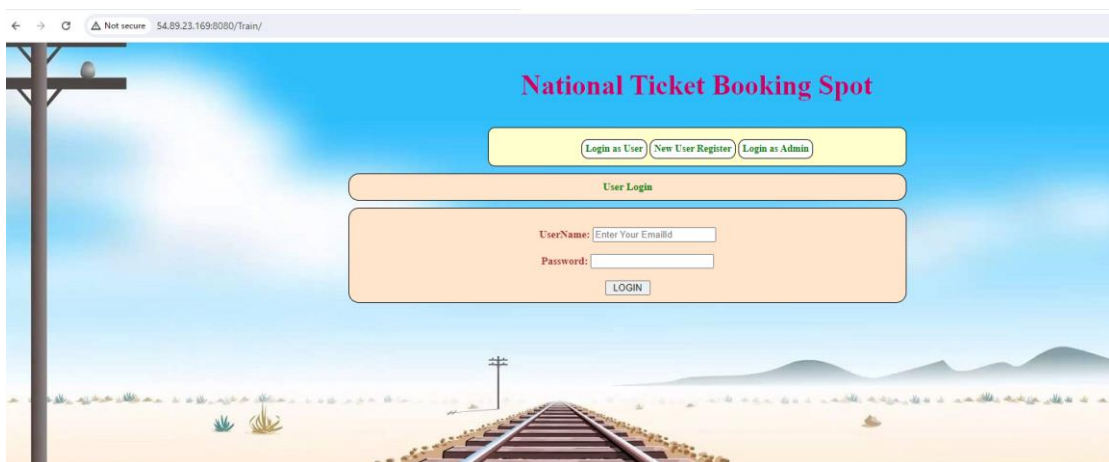 Not secure 54.89.23.169:8080/Train/
National Ticket Booking Spot
Login as User New User Register Login as Admin
User Login
UserName: Enter Your EmailId
Password:
LOGIN